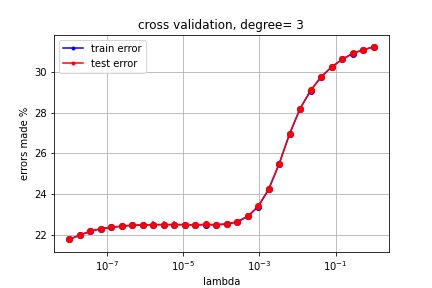 cross validation, degree= 3
train error
test error
errors made %
30
28
26
24
22
10⁻⁷
10⁻⁵
10⁻³
10⁻¹
lambda